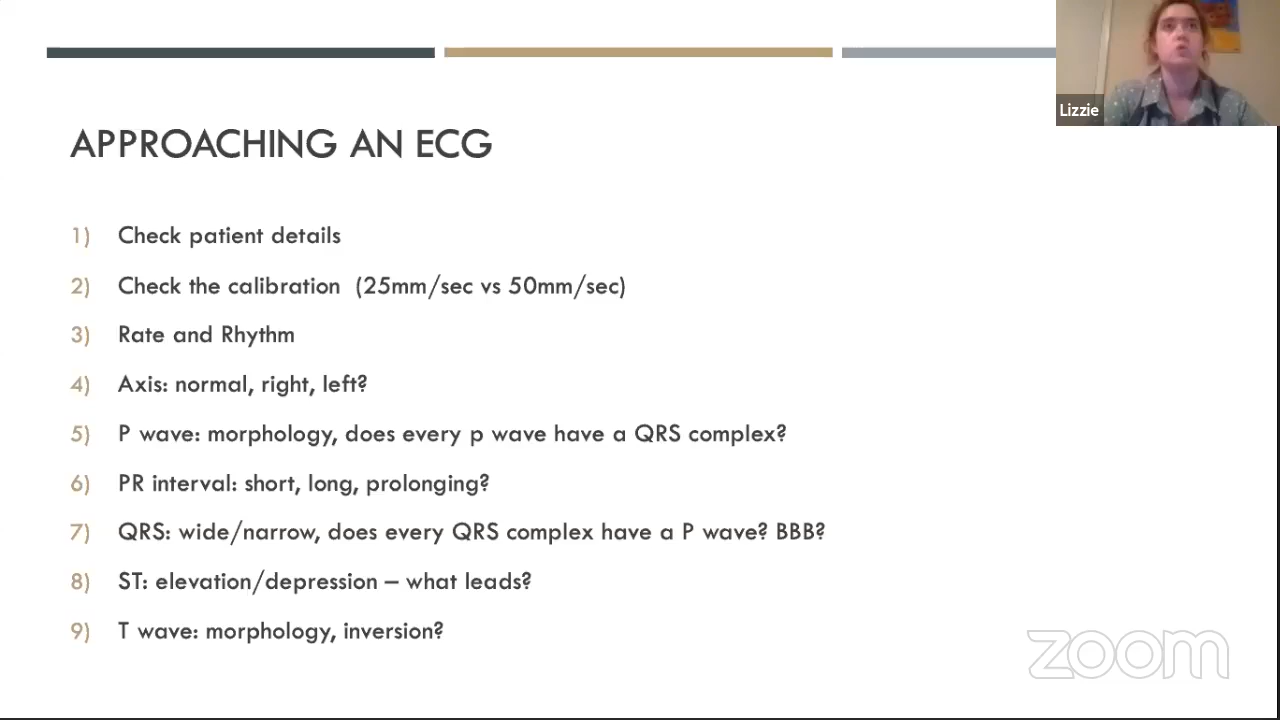 Lizzie
APPROACHING AN ECG
1) Check patient details
2) Check the calibration (25mm/sec vs 50mm/sec)
3) Rate and Rhythm
4) Axis: normal, right, left?
5) P wave: morphology, does every p wave have a QRS complex?
6) PR interval: short, long, prolonging?
7) QRS: wide/narrow, does every QRS complex have a P wave? BBB?
8) ST: elevation/depression – what leads?
9) T wave: morphology, inversion?
zoom